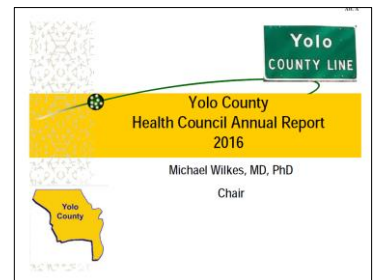 Yolo
COUNTY LINE
Yolo County
Health Council Annual Report
2016
Michael Wilkes, MD, PhD
Chair
Yolo
County